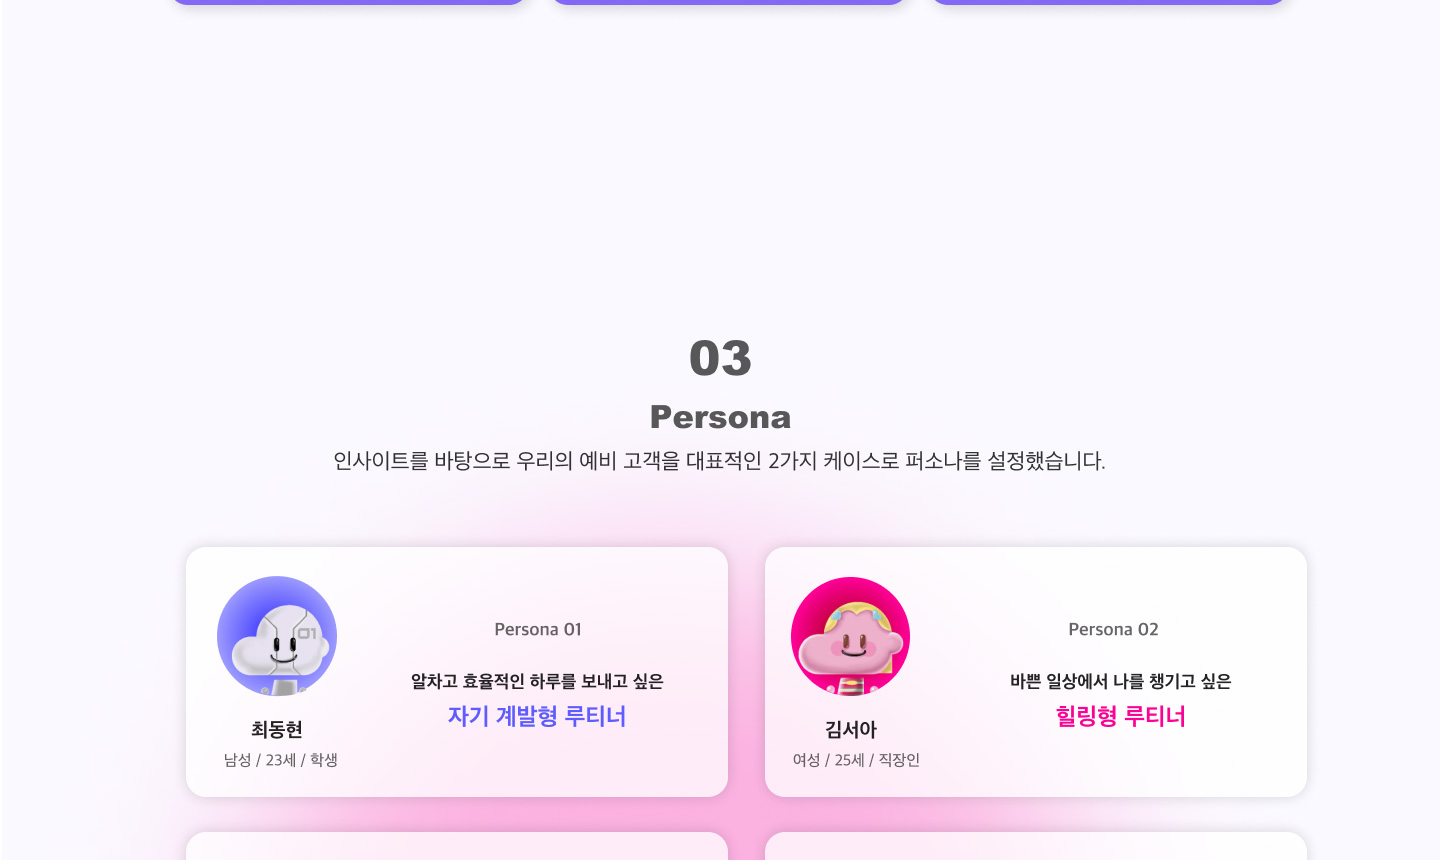 03
Persona
인사이트를 바탕으로 우리의 예비 고객을 대표적인 2가지 케이스로 퍼소나를 설정했습니다.
01
Persona 01
알차고 효율적인 하루를 보내고 싶은
자기 계발형 루티너
최동현
남성 / 23세 / 학생
Persona 02
바쁜 일상에서 나를 챙기고 싶은
힐링형 루티너
김서아
여성 / 25세 / 직장인